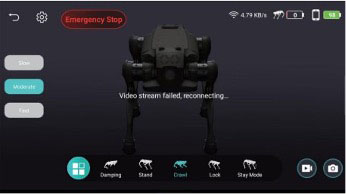 Emergency Stop
4.79 KB/s
0
Slow
Moderate
Fast
Video stream failed, reconnecting...
Damping
Stand
Crawl
Lock
Stay Mode